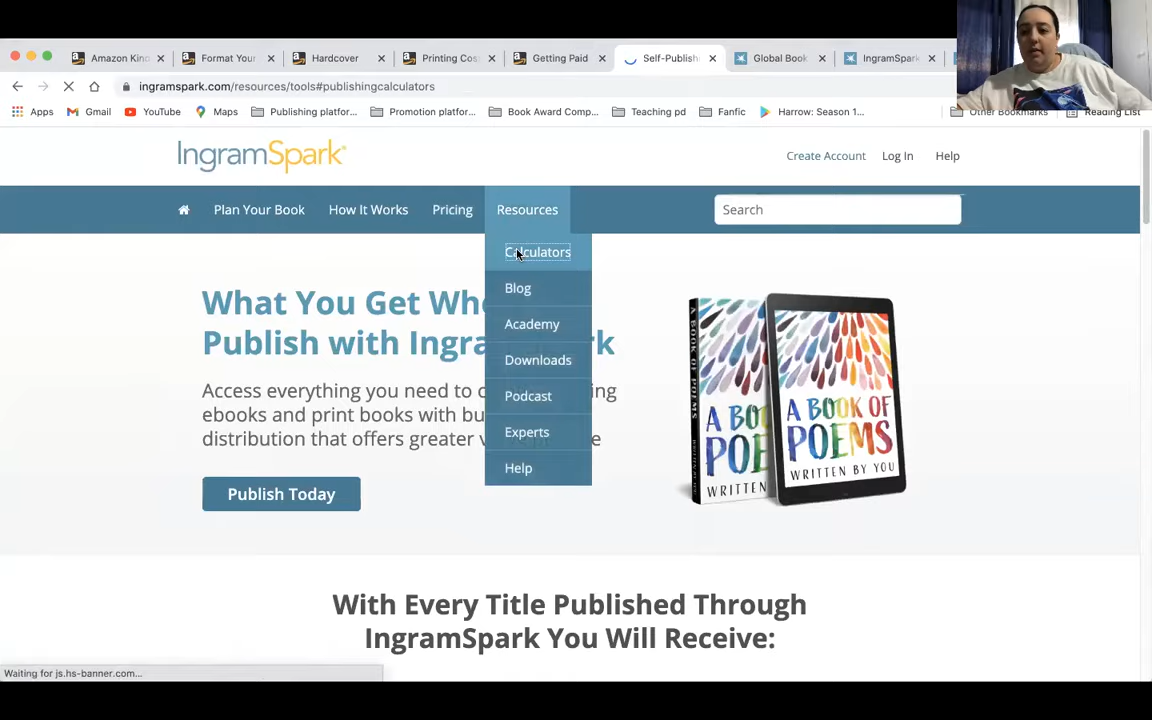 Amazon Kin
Format Your
Hardcover
Printing Cos
Getting Paid
Self-Publish
Global Book
IngramSpark
ingramspark.com/resources/tools#publishingcalculators
Apps
Gmail
YouTube
Maps
Publishing platfor...
Promotion platfor...
Book Award Comp...
Teaching pd
Fanfic
Harrow: Season 1...
Other Bookmarks
Reading List
IngramSpark
Create Account
Log In
Help
Plan Your Book
How It Works
Pricing
Resources
Search
Calculators
Blog
Academy
Downloads
Podcast
Experts
Help
What You Get Whe
Publish with Ingra k
Access everything you need to c ing
ebooks and print books with bu
distribution that offers greater v e
Publish Today
A BOO
POE
WRITTEN
A BOOK OF
POEMS
WRITTEN BY YOU
With Every Title Published Through
IngramSpark You Will Receive:
Waiting for js.hs-banner.com...